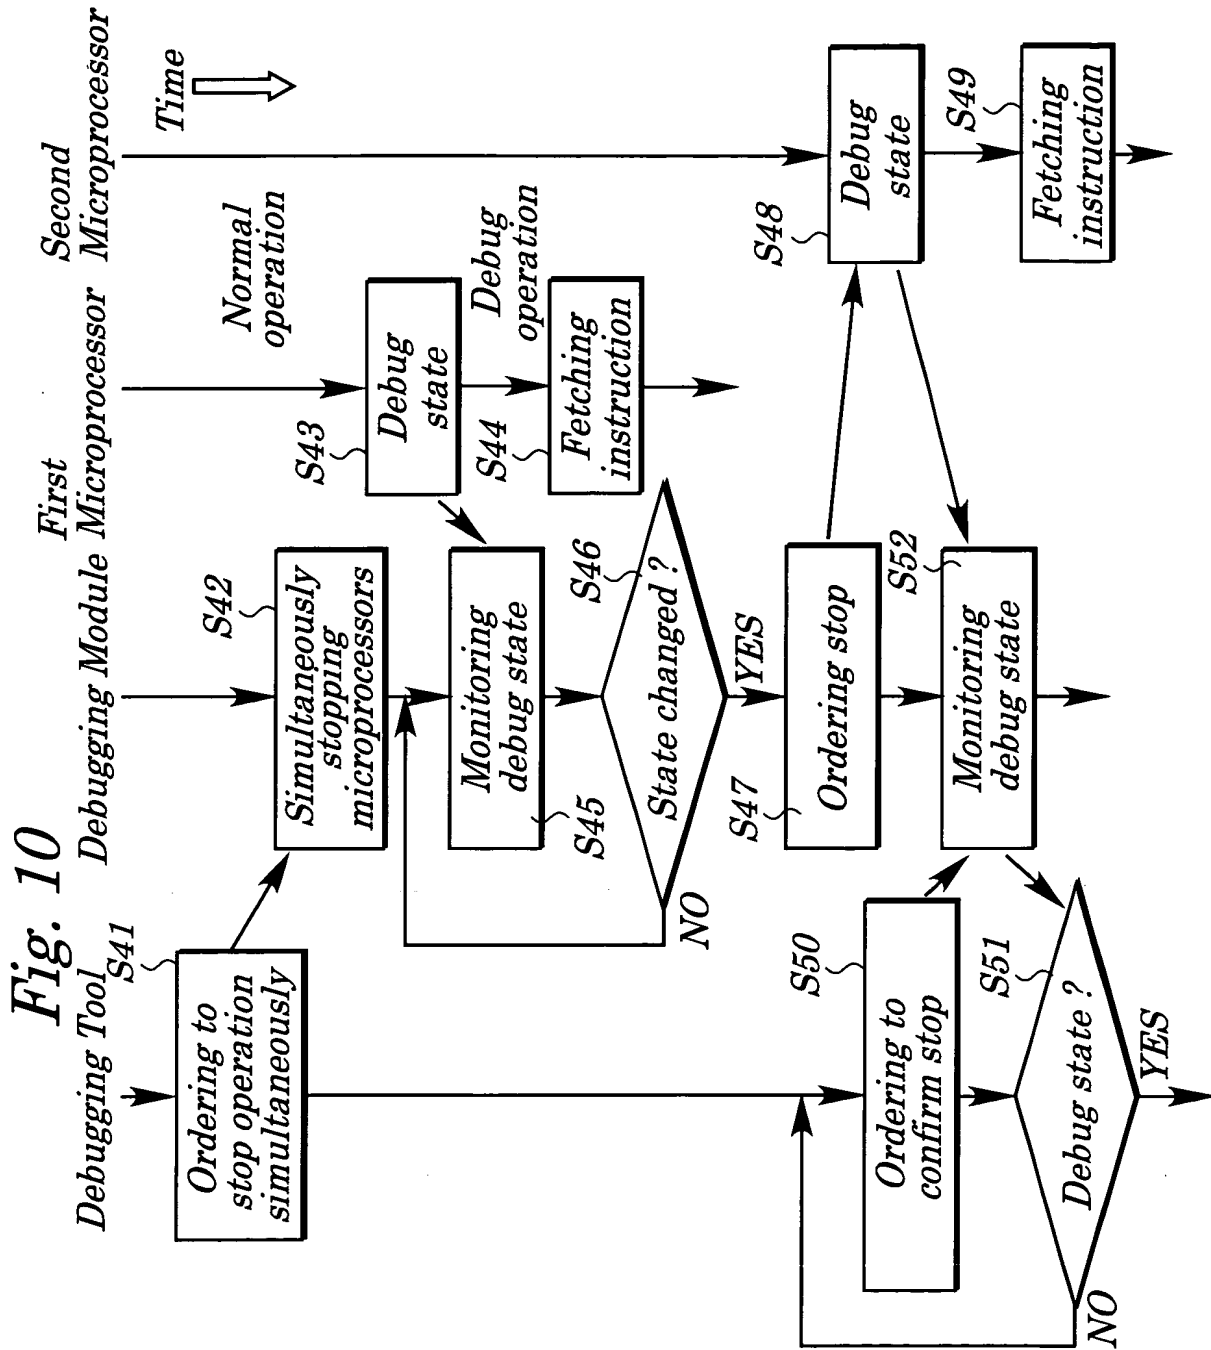 Fig. 10
Debugging Tool
Debugging Module
First
Microprocessor
Second
Microprocessor
Time
S41
Ordering to
stop operation
simultaneously
S42
Simultaneously
stopping
microprocessors
Normal
operation
S43
Debug
state
Debug
operation
S44
Fetching
instruction
Monitoring
debug state
S45
S46
State changed ?
NO
YES
S47
Ordering stop
S48
Debug
state
S49
Fetching
instruction
S50
Ordering to
confirm stop
S52
Monitoring
debug state
S51
Debug state ?
NO
YES